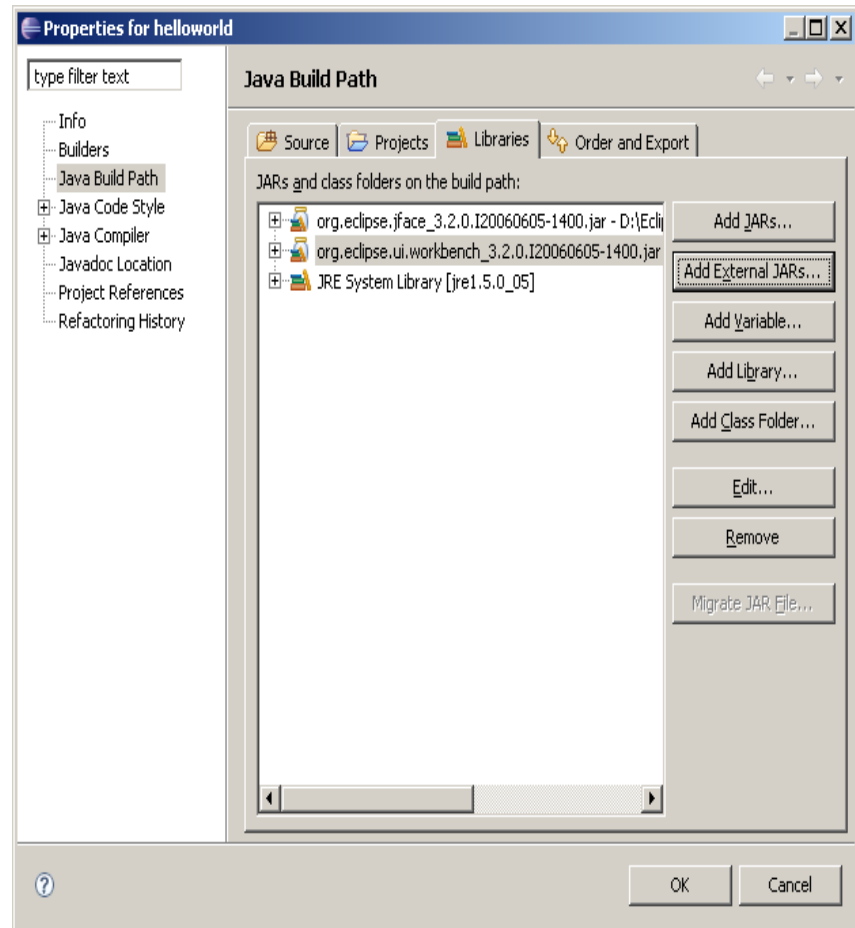 Properties for helloworld
type filter text
Info
Builders
Java Build Path
Java Code Style
Java Compiler
Javadoc Location
Project References
Refactoring History
Java Build Path
Source Projects Libraries Order and Export
JARs and class folders on the build path:
org.eclipse.jface_3.2.0.I20060605-1400.jar - D:\Ecli
org.eclipse.ui.workbench_3.2.0.I20060605-1400.jar
JRE System Library [jre1.5.0_05]
Add JARs...
Add External JARs...
Add Variable...
Add Library...
Add Class Folder...
Edit...
Remove
Migrate JAR File...
OK Cancel